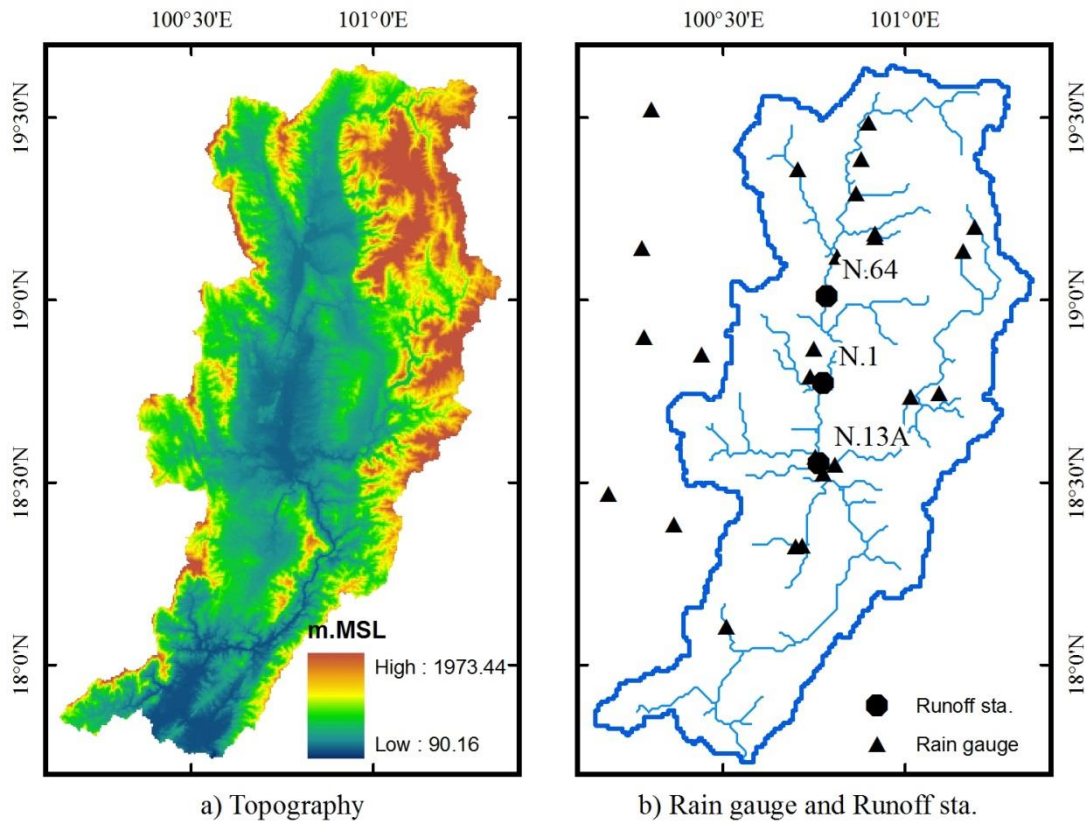 100°30'E 101°0'E
100°30'E 101°0'E
19°30'N
19°0'N
18°30'N
18°0'N
m.MSL
High : 1973.44
Low : 90.16
a) Topography
N.64
N.1
N.13A
19°30'N
19°0'N
18°30'N
18°0'N
Runoff sta.
Rain gauge
b) Rain gauge and Runoff sta.